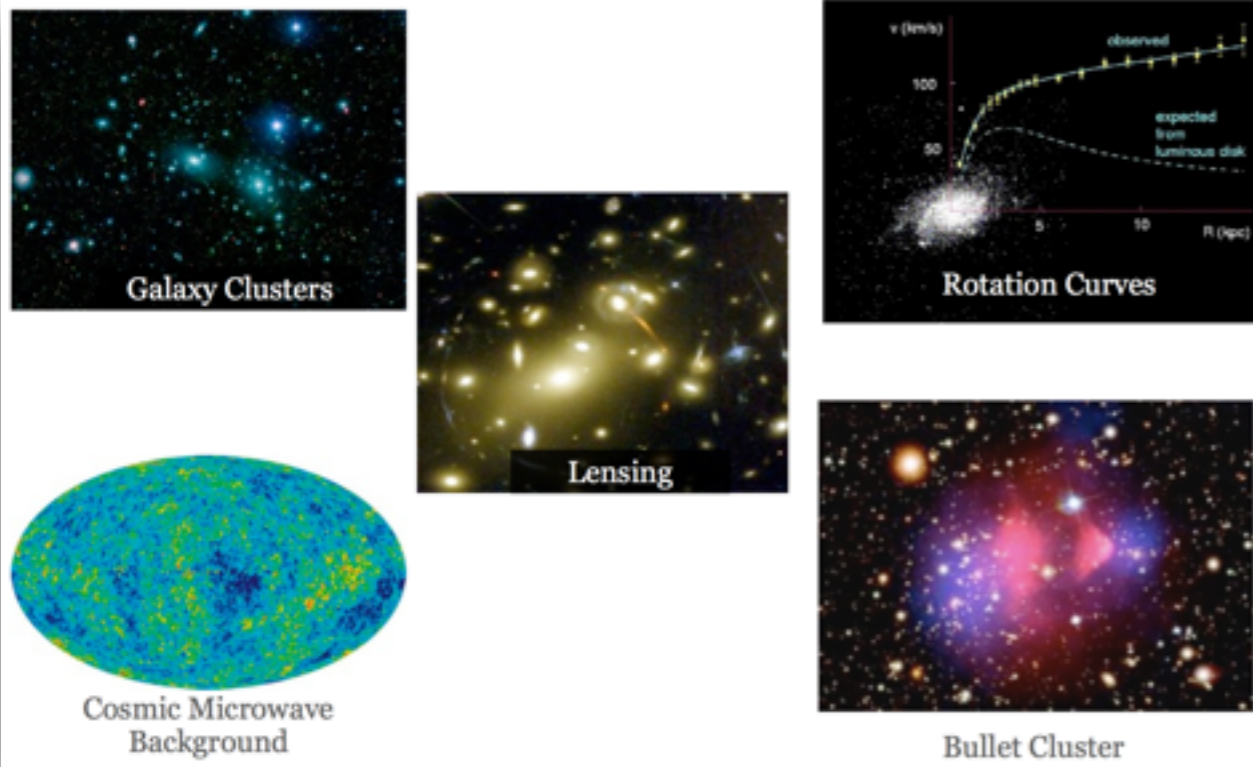 Galaxy Clusters
v (km/s)
observed
100
expected
from
luminous disk
50
5
10
R (kpc)
Rotation Curves
Lensing
Cosmic Microwave
Background
Bullet Cluster